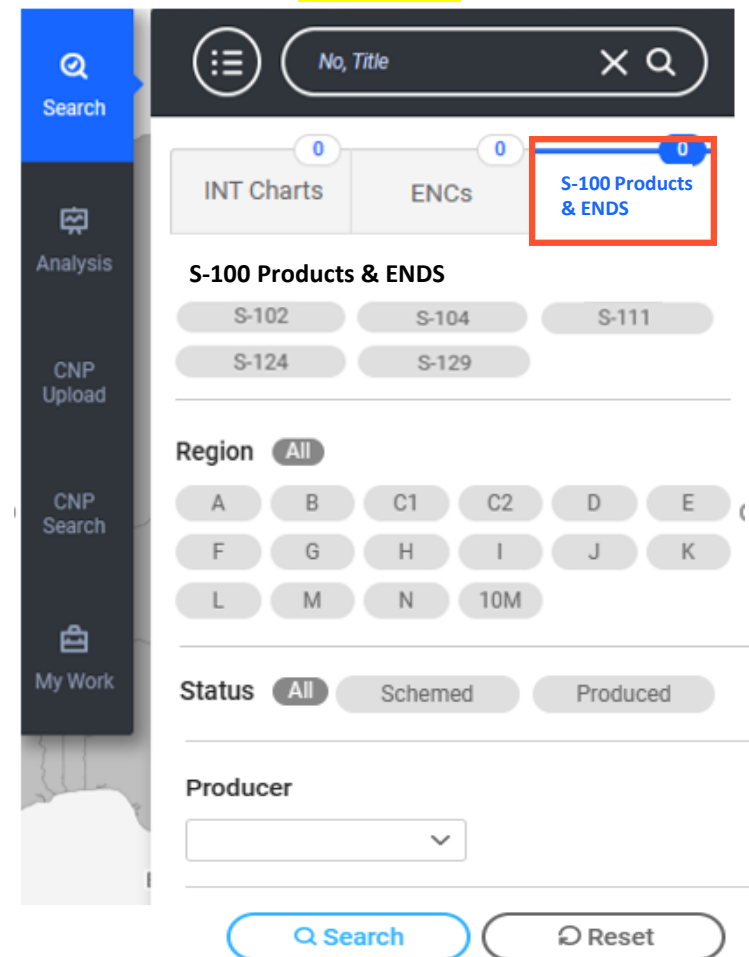 Search
No, Title
0
0
0
INT Charts
ENCs
S-100 Products
& ENDS
Analysis
S-100 Products & ENDS
S-102
S-104
S-111
S-124
S-129
CNP
Upload
Region
All
A
B
C1
C2
D
E
CNP
Search
F
G
H
I
J
K
L
M
N
10M
My Work
Status
All
Schemed
Produced
Producer
Search
Reset